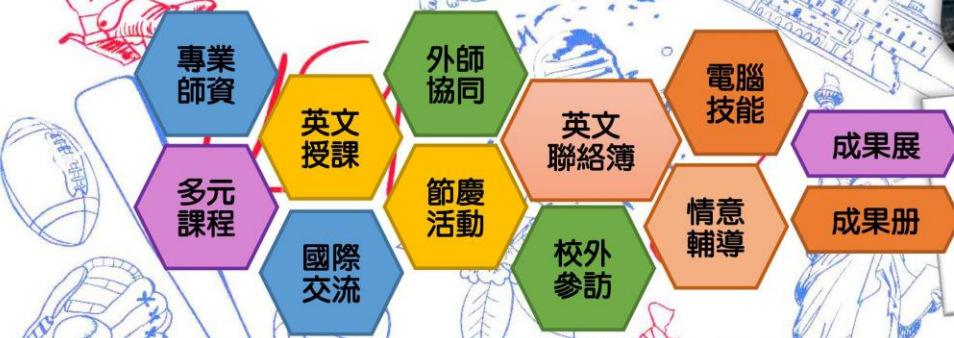 專業
師資
外師
協同
電腦
技能
英文
授課
英文
聯絡簿
成果展
多元
課程
節慶
活動
情意
輔導
成果册
國際
交流
校外
參訪